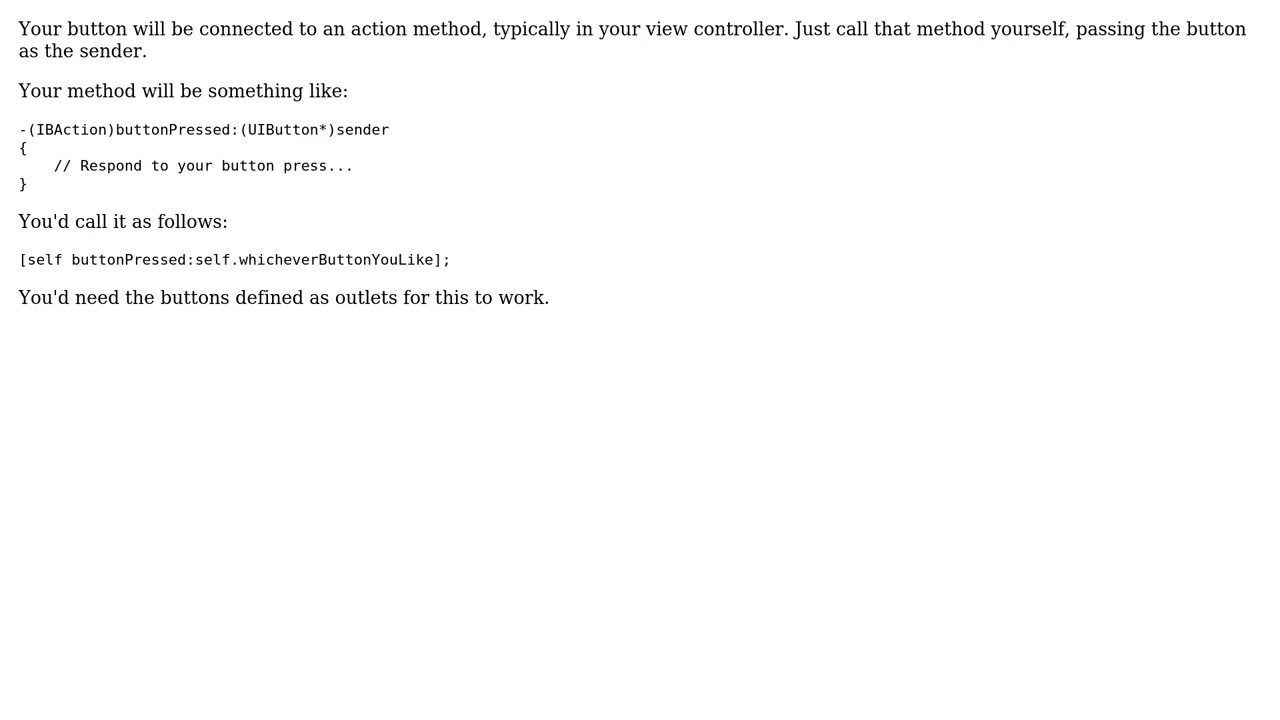 Your button will be connected to an action method, typically in your view controller. Just call that method yourself, passing the button
as the sender.
Your method will be something like:
-(IBAction)buttonPressed:(UIButton*)sender
{
    // Respond to your button press...
}
You'd call it as follows:
[self buttonPressed:self.whicheverButtonYouLike];
You'd need the buttons defined as outlets for this to work.